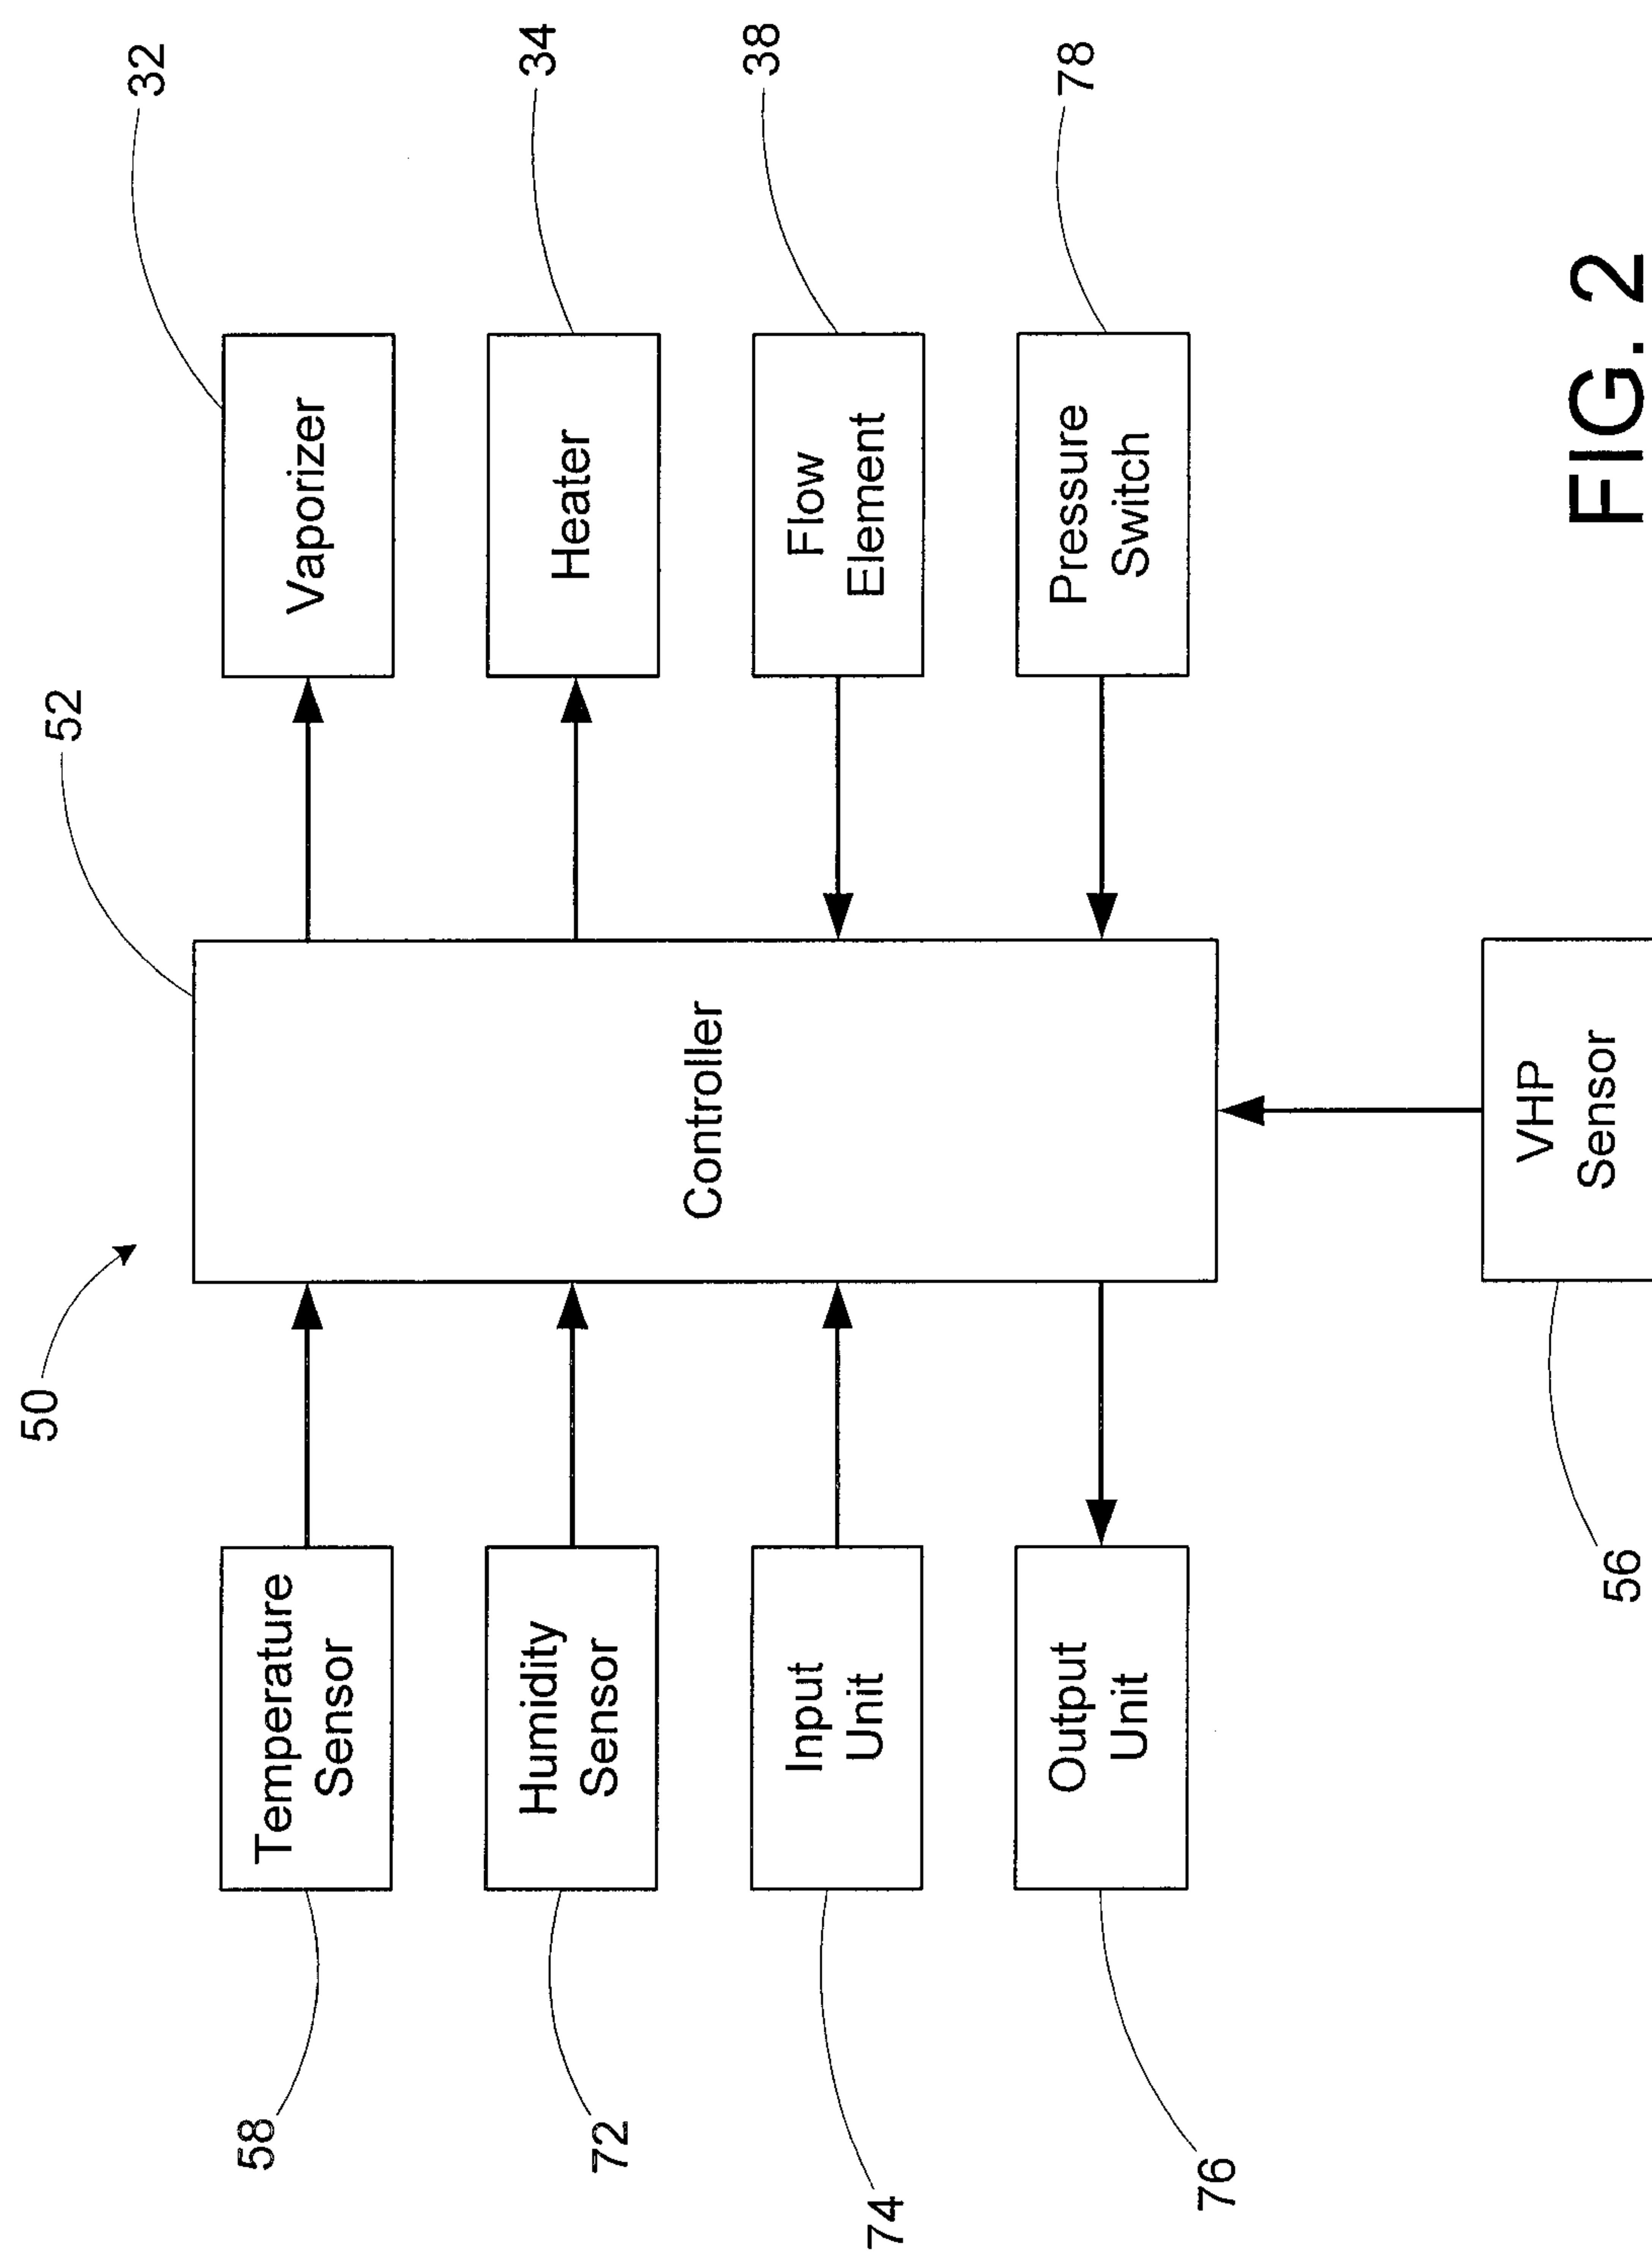 50
52
32
58
Temperature
Sensor
Vaporizer
34
72
Humidity
Sensor
Controller
Heater
38
74
Input
Unit
Flow
Element
78
76
Output
Unit
Pressure
Switch
56
VHP
Sensor
FIG. 2